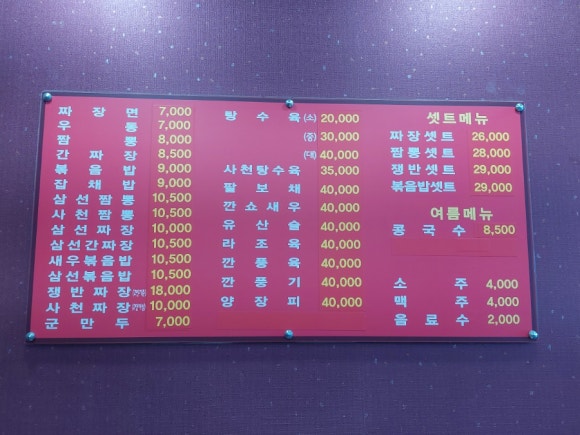 짜장면 7,000
우동 7,000
짬뽕 8,000
간짜장 8,500
볶음밥 9,000
잡채밥 9,000
삼선짬뽕 10,500
사천짬뽕 10,500
삼선짜장 10,000
삼선간짜장 10,500
새우볶음밥 10,500
삼선볶음밥 10,500
쟁반짜장 18,000
사천짜장 10,000
군만두 7,000
탕수육 (소) 20,000
(중) 30,000
(대) 40,000
사천탕수육 35,000
팔보채 40,000
깐쇼새우 40,000
유산슬 40,000
라조육 40,000
깐풍육 40,000
깐풍기 40,000
양장피 40,000
셋트메뉴
짜장셋트 26,000
짬뽕셋트 28,000
쟁반셋트 29,000
볶음밥셋트 29,000
여름메뉴
콩국수 8,500
소주 4,000
맥주 4,000
음료수 2,000